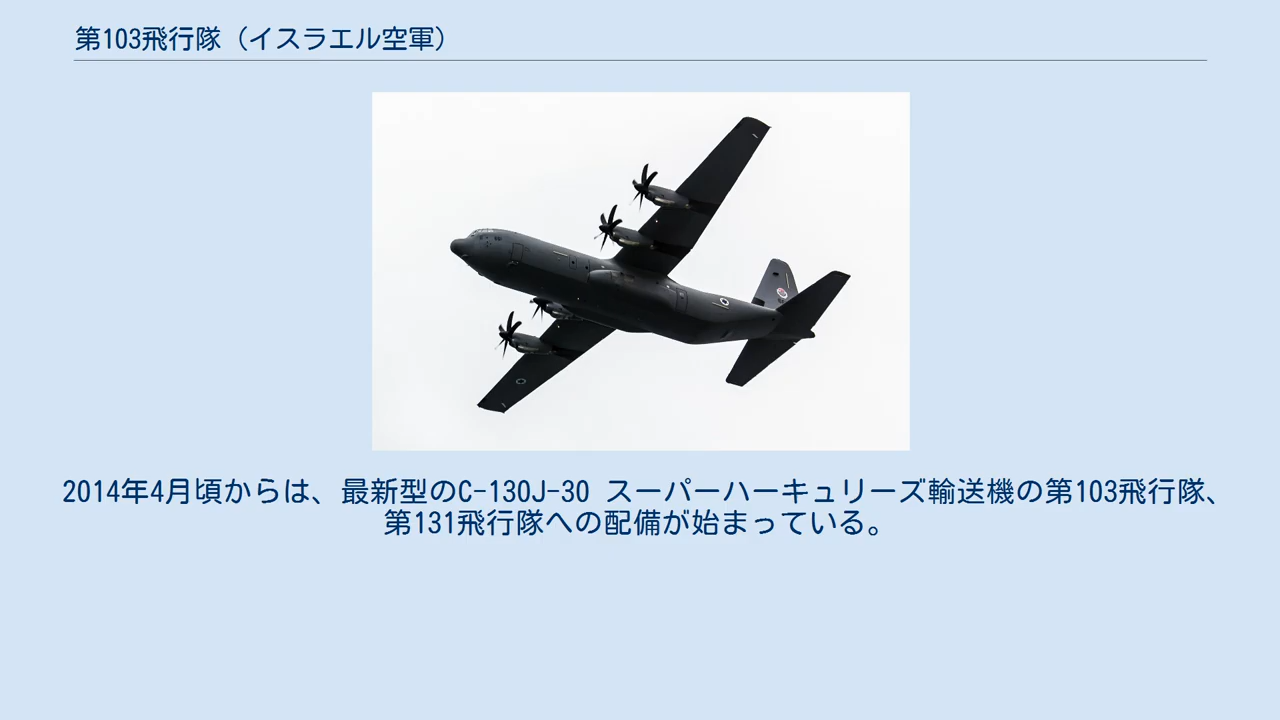 第103飛行隊（イスラエル空軍）
2014年4月頃からは、最新型のC-130J-30 スーパーハーキュリーズ輸送機の第103飛行隊、
第131飛行隊への配備が始まっている。